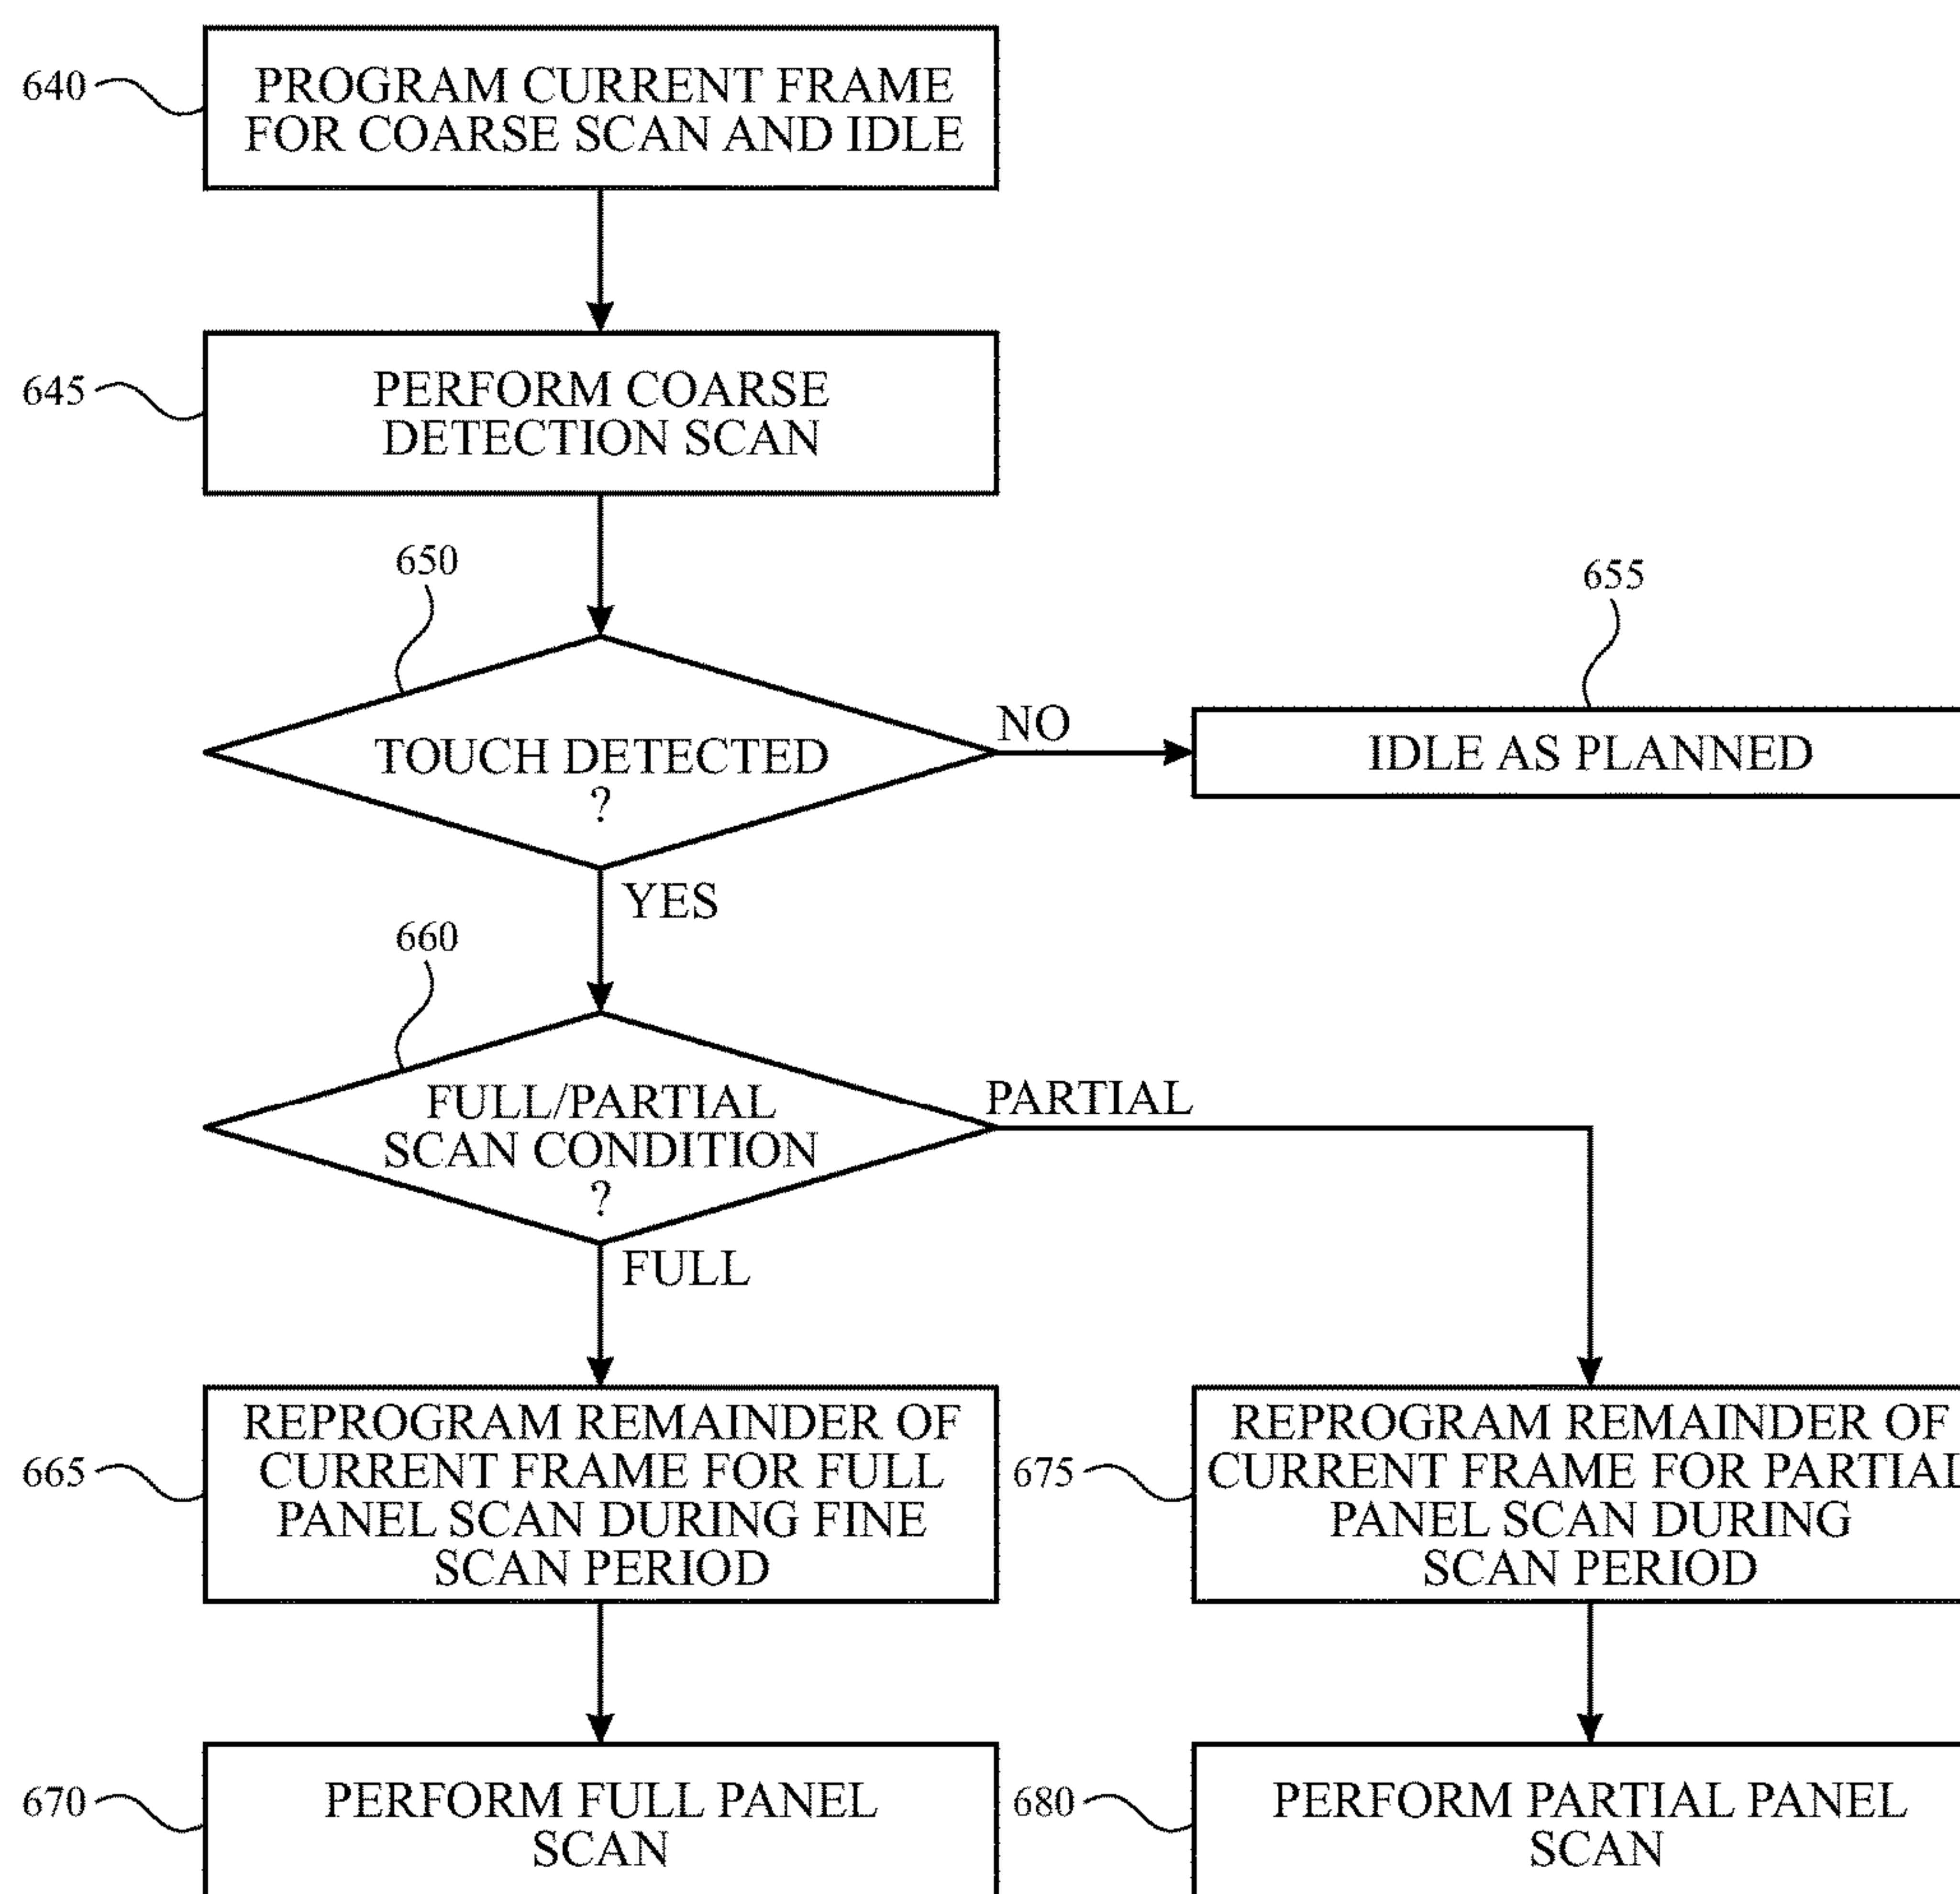 640
PROGRAM CURRENT FRAME
FOR COARSE SCAN AND IDLE
645
PERFORM COARSE
DETECTION SCAN
650
TOUCH DETECTED
?
NO
655
IDLE AS PLANNED
YES
660
FULL/PARTIAL
SCAN CONDITION
?
PARTIAL
FULL
665
REPROGRAM REMAINDER OF
CURRENT FRAME FOR FULL
PANEL SCAN DURING FINE
SCAN PERIOD
675
REPROGRAM REMAINDER OF
CURRENT FRAME FOR PARTIAL
PANEL SCAN DURING
SCAN PERIOD
670
PERFORM FULL PANEL
SCAN
680
PERFORM PARTIAL PANEL
SCAN